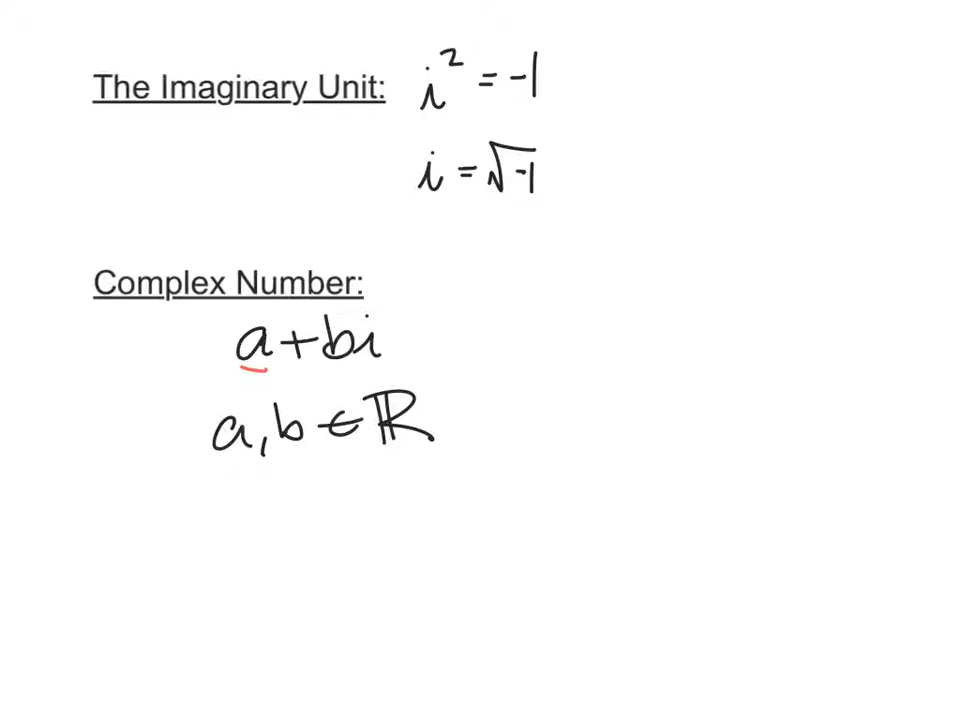 The Imaginary Unit: i² = -1
i = √-1
Complex Number:
a+bi
a,b ∈ ℝ